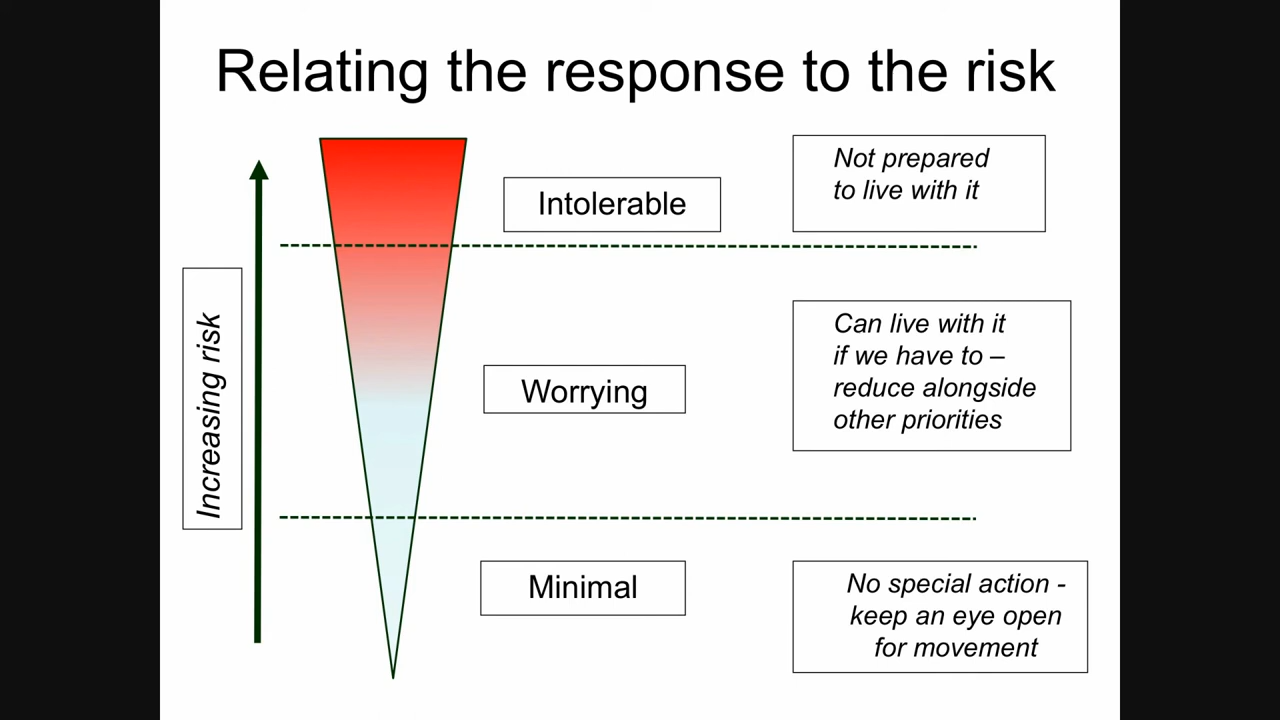 Relating the response to the risk
Increasing risk
Intolerable
Not prepared
to live with it
Worrying
Can live with it
if we have to –
reduce alongside
other priorities
Minimal
No special action -
keep an eye open
for movement